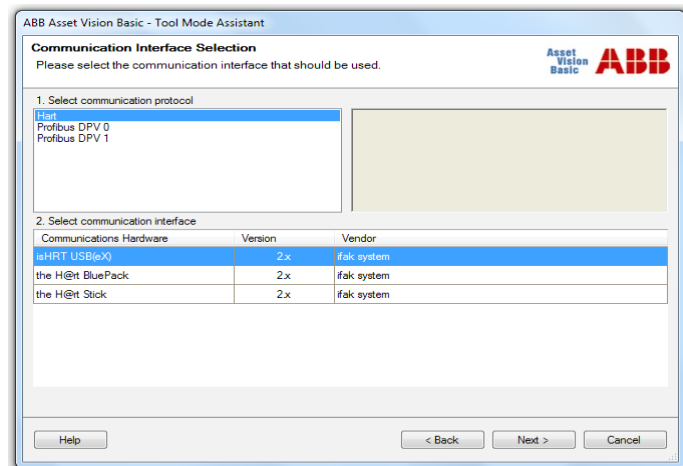 ABB Asset Vision Basic - Tool Mode Assistant
Communication Interface Selection
Please select the communication interface that should be used.
Asset
Vision
Basic
ABB
1. Select communication protocol
Hart
Profibus DPV 0
Profibus DPV 1
2. Select communication interface
Communications Hardware Version Vendor
isHRT USB(eX) 2.x ifak system
the H@rt BluePack 2.x ifak system
the H@rt Stick 2.x ifak system
Help < Back Next > Cancel